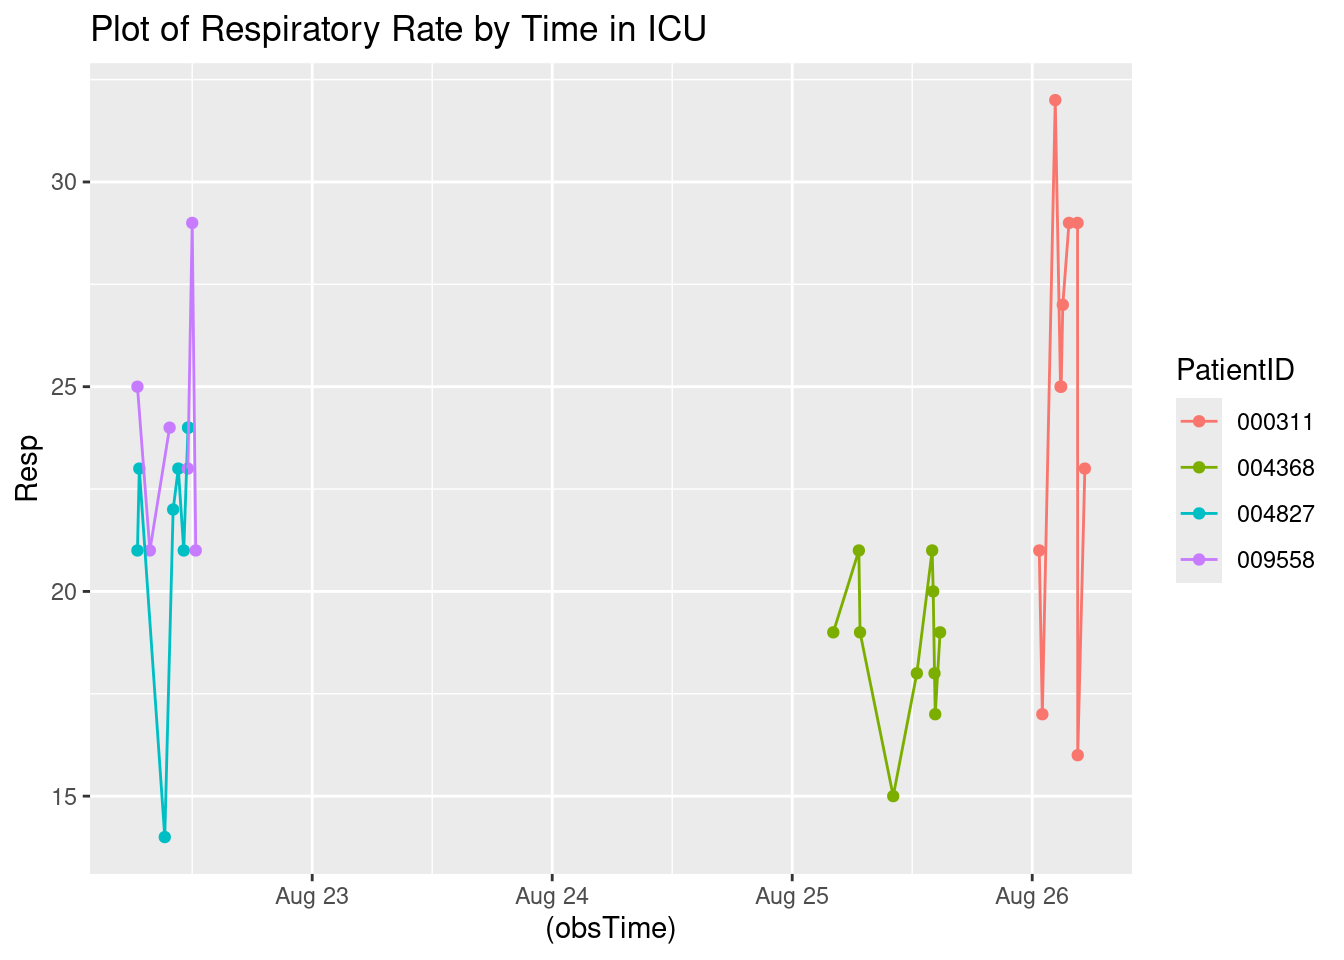 Plot of Respiratory Rate by Time in ICU
30
25
20
15
Resp
Aug 23
Aug 24
Aug 25
Aug 26
(obsTime)
PatientID
000311
004368
004827
009558